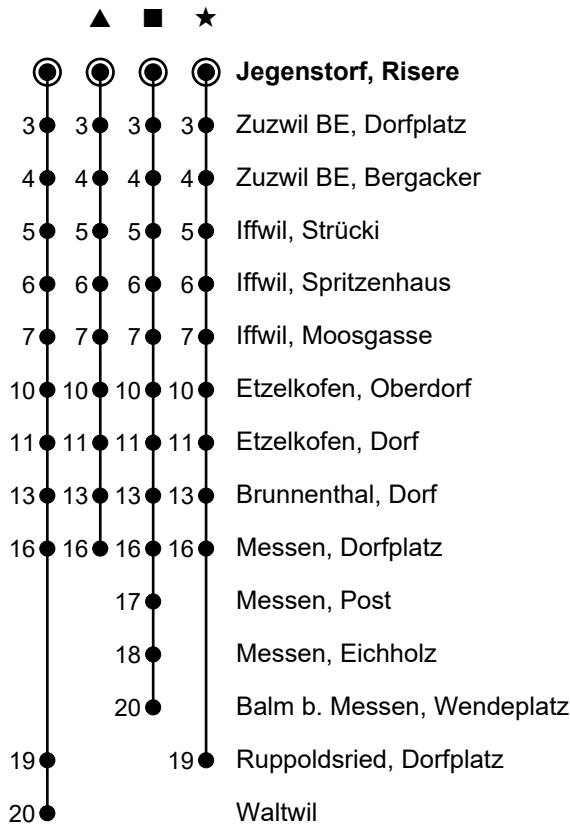 ▲ ■ ★
Jegenstorf, Risere
3 3 3 3 Zuzwil BE, Dorfplatz
4 4 4 4 Zuzwil BE, Bergacker
5 5 5 5 Iffwil, Strücki
6 6 6 6 Iffwil, Spritzenhaus
7 7 7 7 Iffwil, Moosgasse
10 10 10 10 Etzelkofen, Oberdorf
11 11 11 11 Etzelkofen, Dorf
13 13 13 13 Brunnenthal, Dorf
16 16 16 16 Messen, Dorfplatz
17 Messen, Post
18 Messen, Eichholz
20 Balm b. Messen, Wendeplatz
19 19 Ruppoldsried, Dorfplatz
20 Waltwil